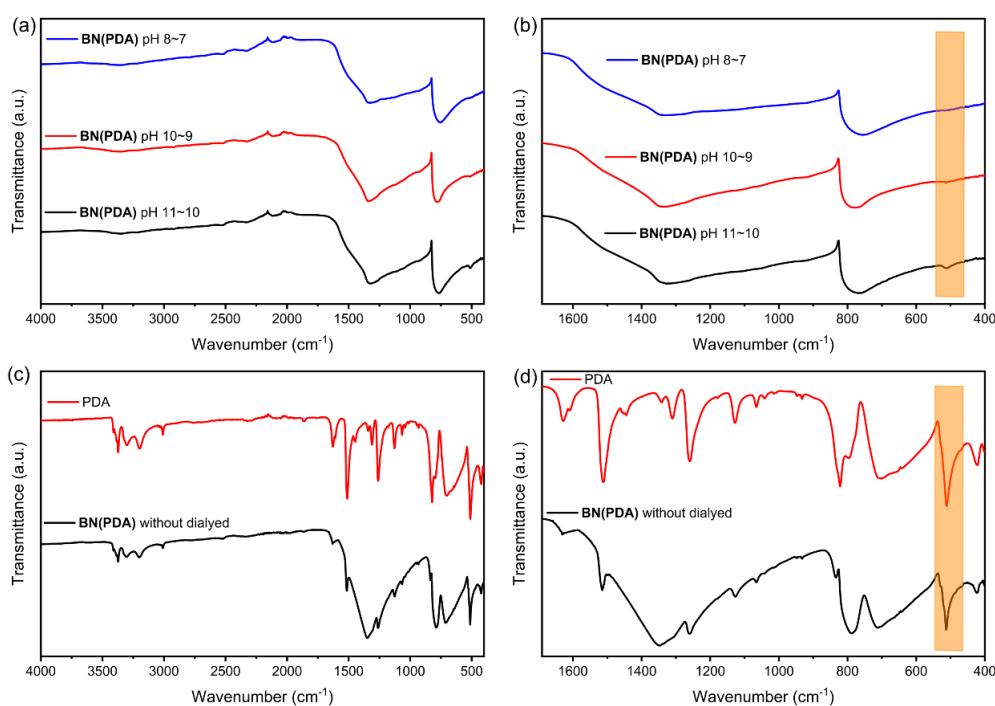 (a)
BN(PDA) pH 8~7
BN(PDA) pH 10~9
BN(PDA) pH 11~10
Transmittance (a.u.)
4000 3500 3000 2500 2000 1500 1000 500
Wavenumber (cm-1)
(b)
BN(PDA) pH 8~7
BN(PDA) pH 10~9
BN(PDA) pH 11~10
Transmittance (a.u.)
1600 1400 1200 1000 800 600 400
Wavenumber (cm-1)
(c)
PDA
BN(PDA) without dialyed
Transmittance (a.u.)
4000 3500 3000 2500 2000 1500 1000 500
Wavenumber (cm-1)
(d)
PDA
BN(PDA) without dialyed
Transmittance (a.u.)
1600 1400 1200 1000 800 600 400
Wavenumber (cm-1)